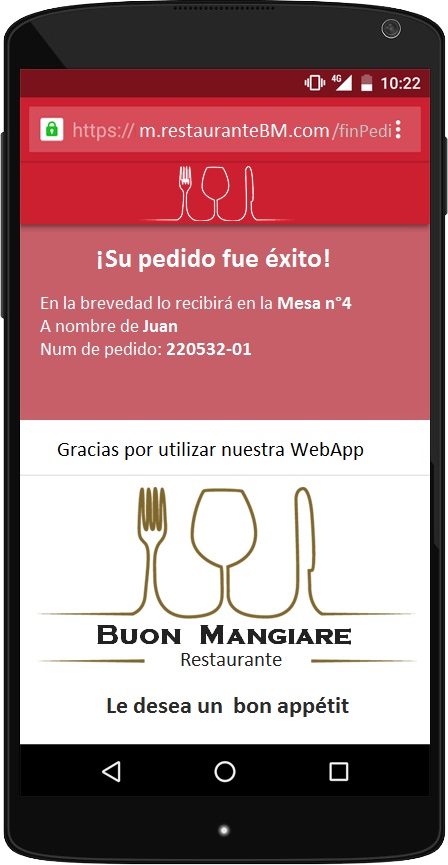 4G 10:22
https:// m.restauranteBM.com/finPedi
¡Su pedido fue éxito!
En la brevedad lo recibirá en la Mesa n°4
A nombre de Juan
Num de pedido: 220532-01
Gracias por utilizar nuestra WebApp
BUON MANGIARE
Restaurante
Le desea un bon appétit